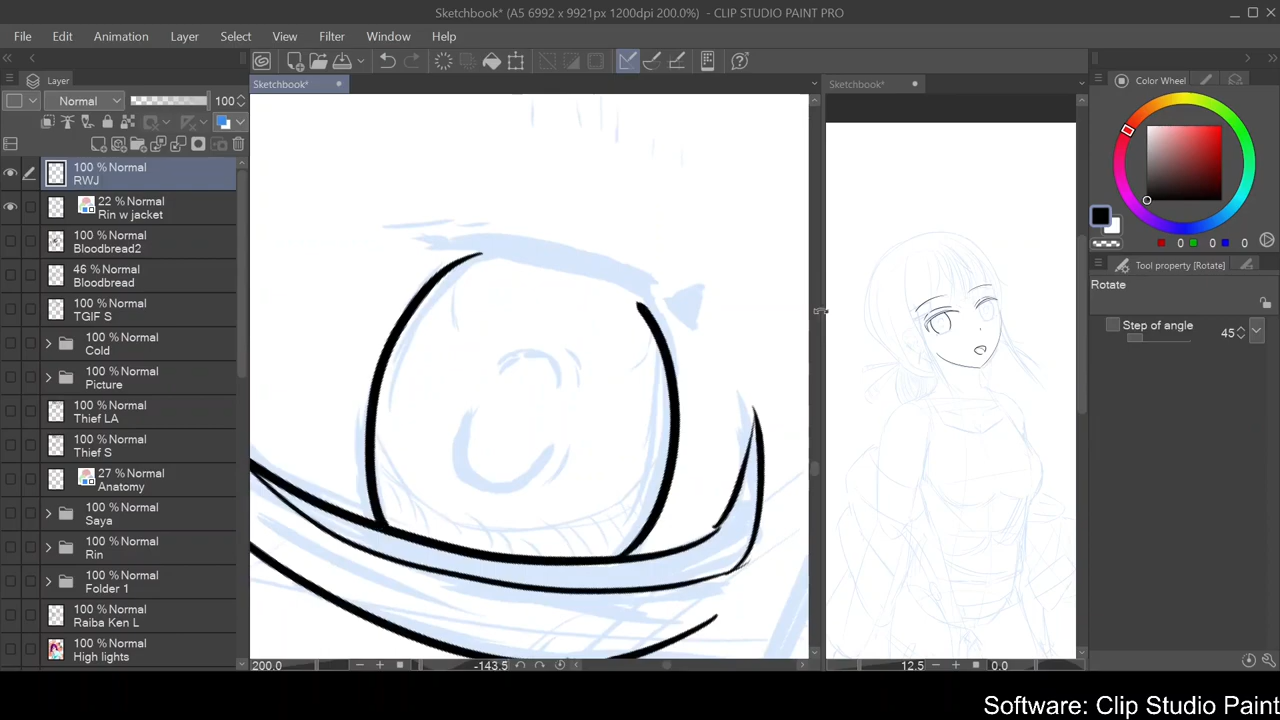 Sketchbook* (A5 6992 x 9921px 1200dpi 200.0%) - CLIP STUDIO PAINT PRO
File Edit Animation Layer Select View Filter Window Help
Layer
Sketchbook*
Sketchbook*
Color Wheel
Normal 100
100 % Normal
RWJ
22 % Normal
Rin w jacket
100 % Normal
Bloodbread2
46 % Normal
Bloodbread
100 % Normal
TGIF S
100 % Normal
Cold
100 % Normal
Picture
100 % Normal
Thief LA
100 % Normal
Thief S
27 % Normal
Anatomy
100 % Normal
Saya
100 % Normal
Rin
100 % Normal
Folder 1
100 % Normal
Raiba Ken L
100 % Normal
High lights
200.0 -143.5
12.5 0.0
0 0 0
Tool property [Rotate]
Rotate
Step of angle 45
Software: Clip Studio Paint